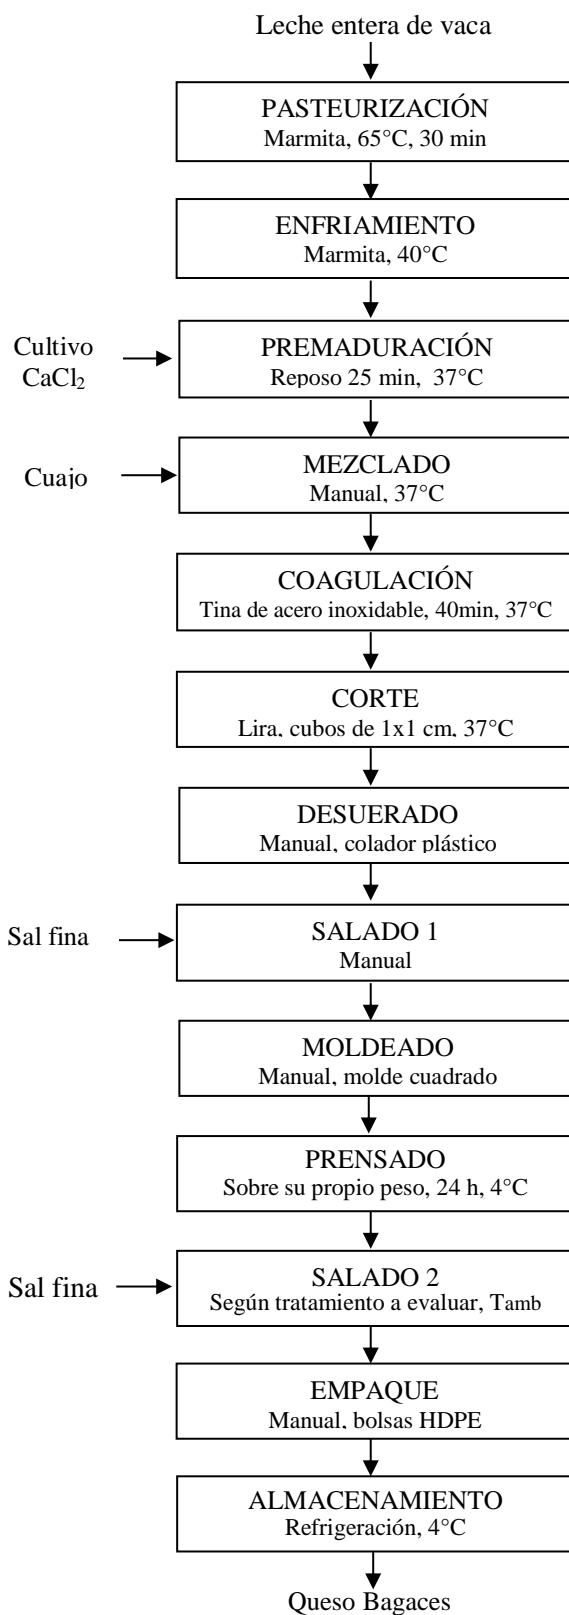 Leche entera de vaca
PASTEURIZACIÓN
Marmita, 65°C, 30 min
ENFRIAMIENTO
Marmita, 40°C
Cultivo
CaCl₂
PREMADURACIÓN
Reposo 25 min, 37°C
Cuajo
MEZCLADO
Manual, 37°C
COAGULACIÓN
Tina de acero inoxidable, 40min, 37°C
CORTE
Lira, cubos de 1x1 cm, 37°C
DESUERADO
Manual, colador plástico
Sal fina
SALADO 1
Manual
MOLDEADO
Manual, molde cuadrado
PRENSADO
Sobre su propio peso, 24 h, 4°C
Sal fina
SALADO 2
Según tratamiento a evaluar, Tamb
EMPAQUE
Manual, bolsas HDPE
ALMACENAMIENTO
Refrigeración, 4°C
Queso Bagaces